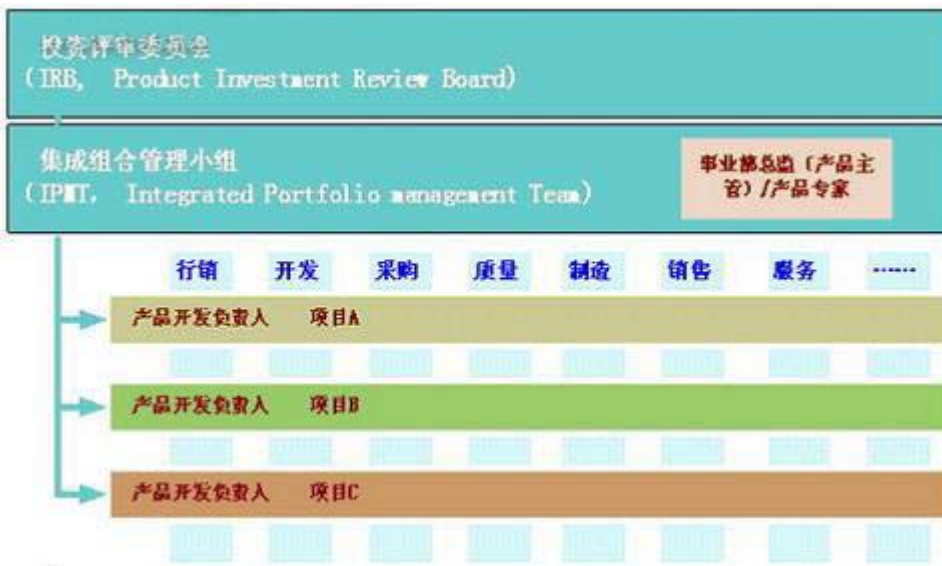 投资评审委员会
(IRB, Product Investment Review Board)
集成组合管理小组
(IPMT, Integrated Portfolio management Team)
事业部总监（产品主
管）/产品专家
行销 开发 采购 质量 制造 销售 服务 ……
产品开发负责人 项目A
产品开发负责人 项目B
产品开发负责人 项目C